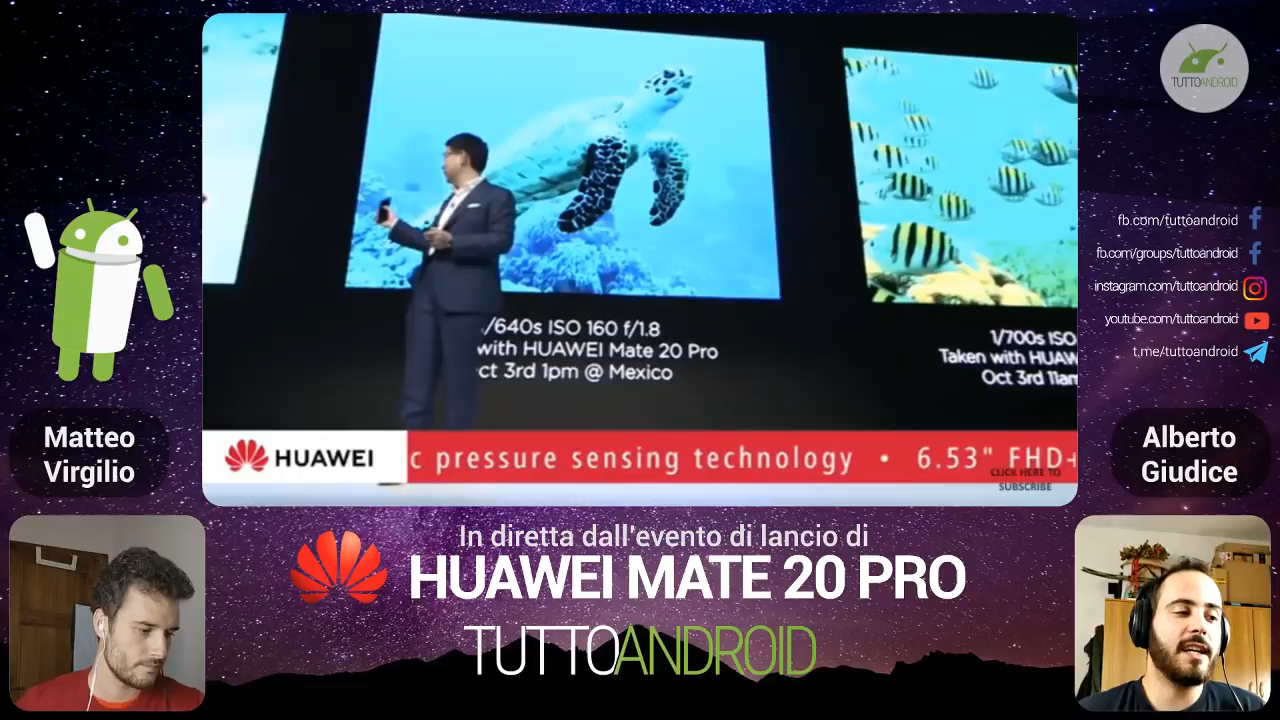 TUTTOANDROID
/640s ISO 160 f/1.8
with HUAWEI Mate 20 Pro
ct 3rd 1pm @ Mexico
1/700s ISO
Taken with HUAW
Oct 3rd 11am
fb.com/tuttoandroid
fb.com/groups/tuttoandroid
instagram.com/tuttoandroid
youtube.com/tuttoandroid
t.me/tuttoandroid
HUAWEI
c pressure sensing technology • 6.53" FHD+
CLICK HERE TO
SUBSCRIBE
Matteo
Virgilio
Alberto
Giudice
In diretta dall'evento di lancio di
HUAWEI MATE 20 PRO
TUTTOANDROID